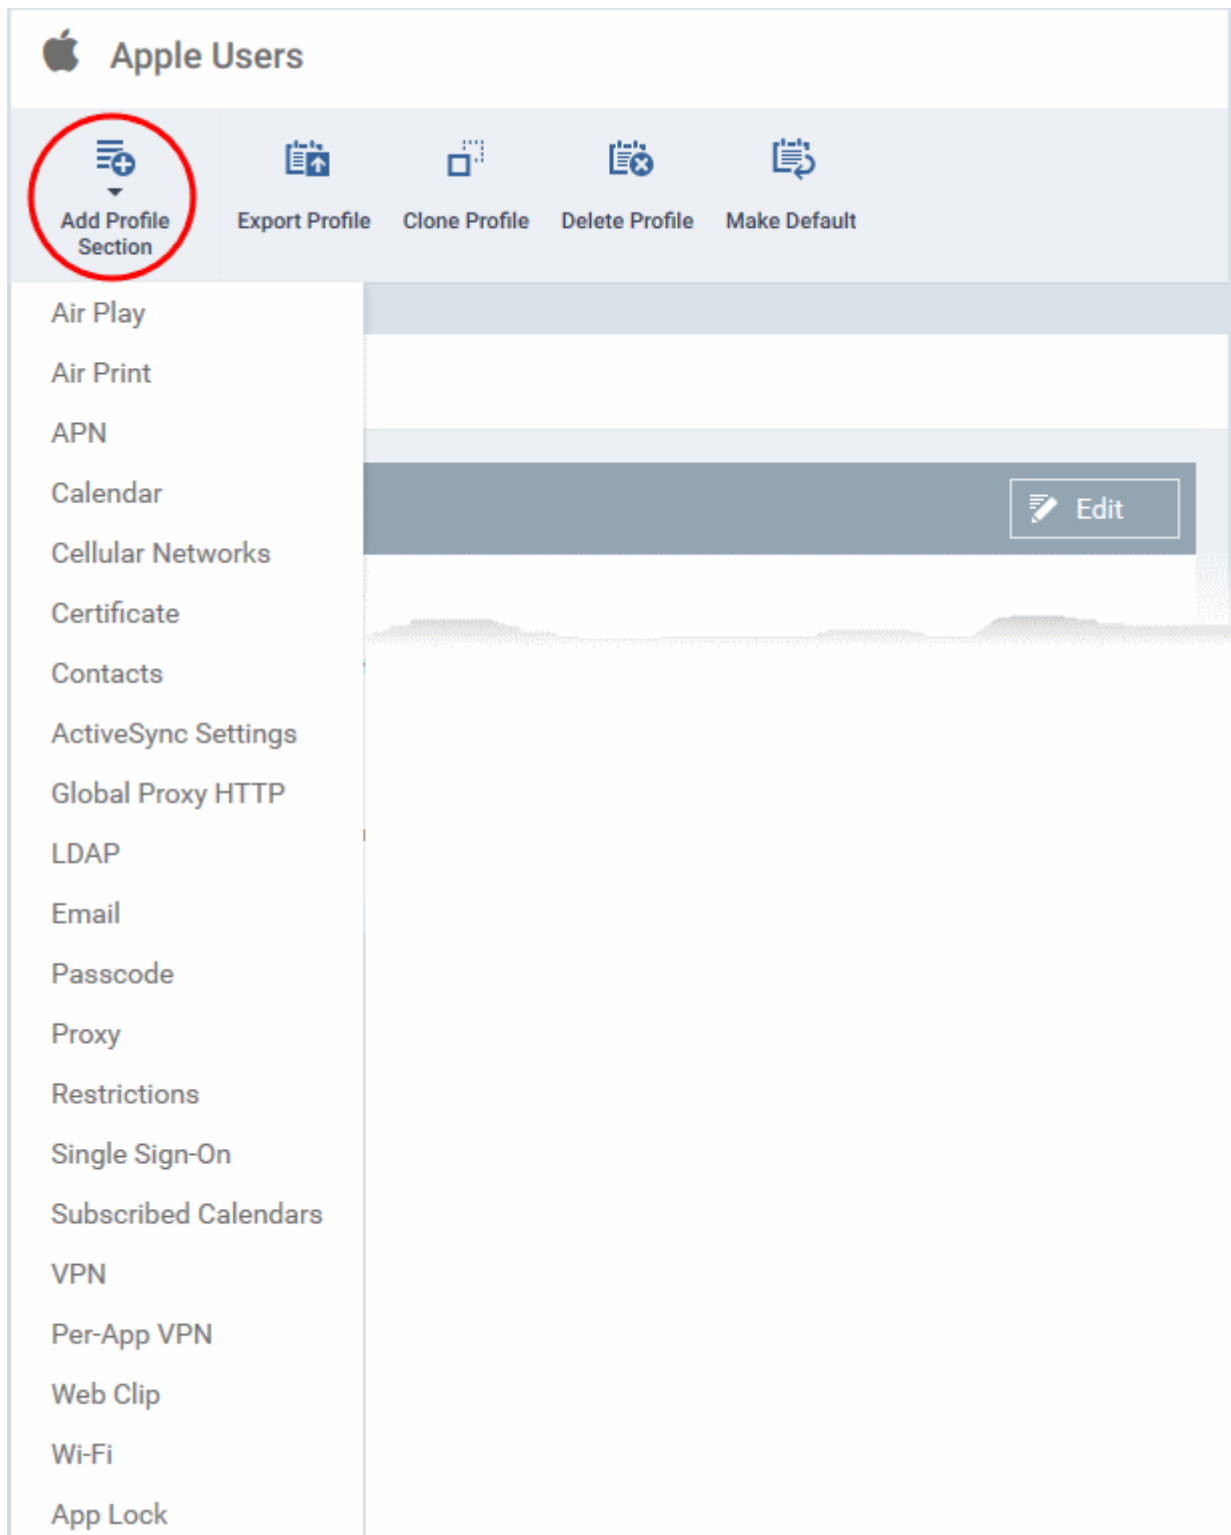 Apple Users
Add Profile
Section
Export Profile
Clone Profile
Delete Profile
Make Default
Air Play
Air Print
APN
Calendar
Edit
Cellular Networks
Certificate
Contacts
ActiveSync Settings
Global Proxy HTTP
LDAP
Email
Passcode
Proxy
Restrictions
Single Sign-On
Subscribed Calendars
VPN
Per-App VPN
Web Clip
Wi-Fi
App Lock